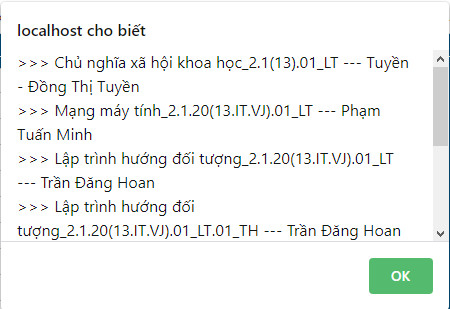 localhost cho biết
>>> Chủ nghĩa xã hội khoa học_2.1(13).01_LT --- Tuyền
- Đồng Thị Tuyền
>>> Mạng máy tính_2.1.20(13.IT.VJ).01_LT --- Phạm
Tuấn Minh
>>> Lập trình hướng đối tượng_2.1.20(13.IT.VJ).01_LT
--- Trần Đăng Hoan
>>> Lập trình hướng đối
tượng_2.1.20(13.IT.VJ).01_LT.01_TH --- Trần Đăng Hoan
OK